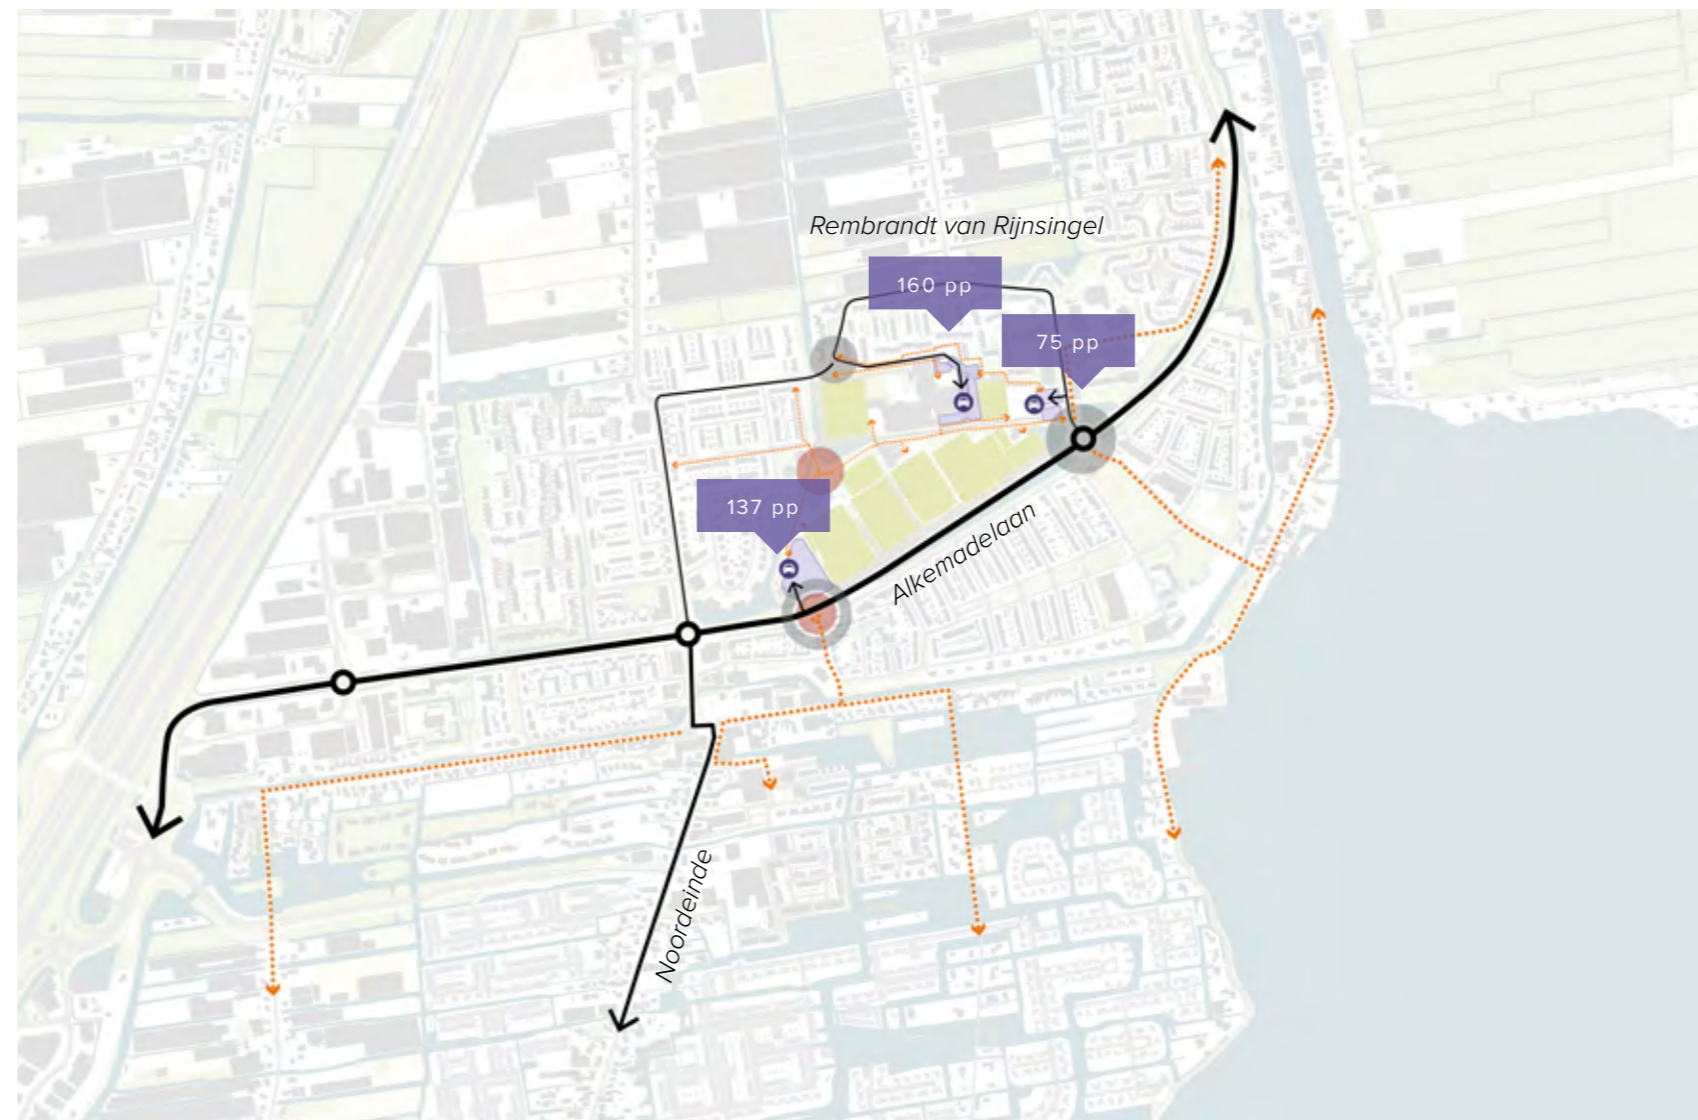 Rembrandt van Rijnsingel
160 pp
75 pp
137 pp
Alkemadelaan
Noordeinde